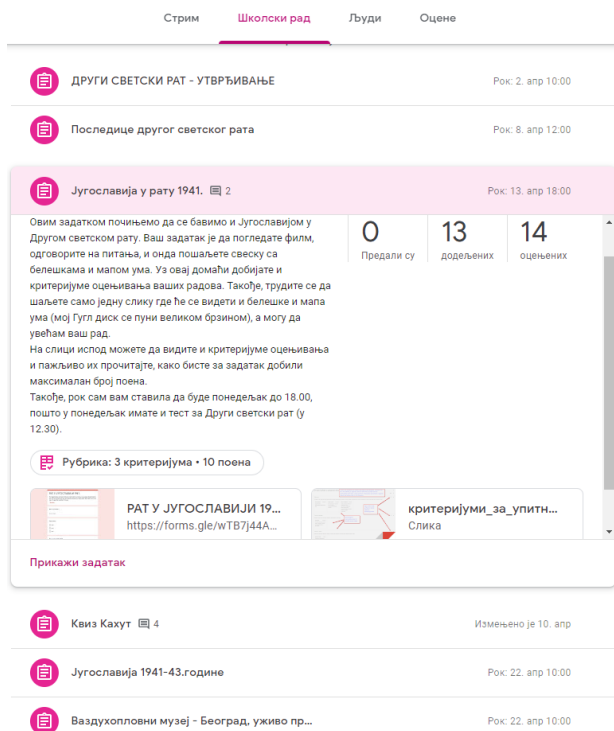 Стрим Школски рад Људи Оцене
ДРУГИ СВЕТСКИ РАТ - УТВРЂИВАЊЕ Рок: 2. апр 10:00
Последице другог светског рата Рок: 8. апр 12:00
Југославија у рату 1941. 2 Рок: 13. апр 18:00
Овим задатком почињемо да се бавимо и Југославијом у
Другом светском рату. Ваш задатак је да погледате филм,
одговорите на питања, и онда пошаљете свеску са
белешкама и мапом ума. Уз овај домаћи добијате и
критеријуме оцењивања ваших радова. Такође, трудите се да
шаљете само једну слику где ће се видети и белешке и мапа
ума (мој Гугл диск се пуни великом брзином), а могу да
увећам ваш рад.
На слици испод можете да видите и критеријуме оцењивања
и пажљиво их прочитајте, како бисте за задатак добили
максималан број поена.
Такође, рок сам вам ставила да буде понедељак до 18.00,
пошто у понедељак имате и тест за Други светски рат (у
12.30).
0 13 14
Предали су додељених оцењених
Рубрика: 3 критеријума • 10 поена
РАТ У ЈУГОСЛАВИЈИ 19...
https://forms.gle/wTB7j44A...
критеријуми_за_упитн...
Слика
Прикажи задатак
Квиз Кахут 4 Измењено је 10. апр
Југославија 1941-43.године Рок: 22. апр 10:00
Ваздухопловни музеј - Београд, уживо пр... Рок: 22. апр 10:00